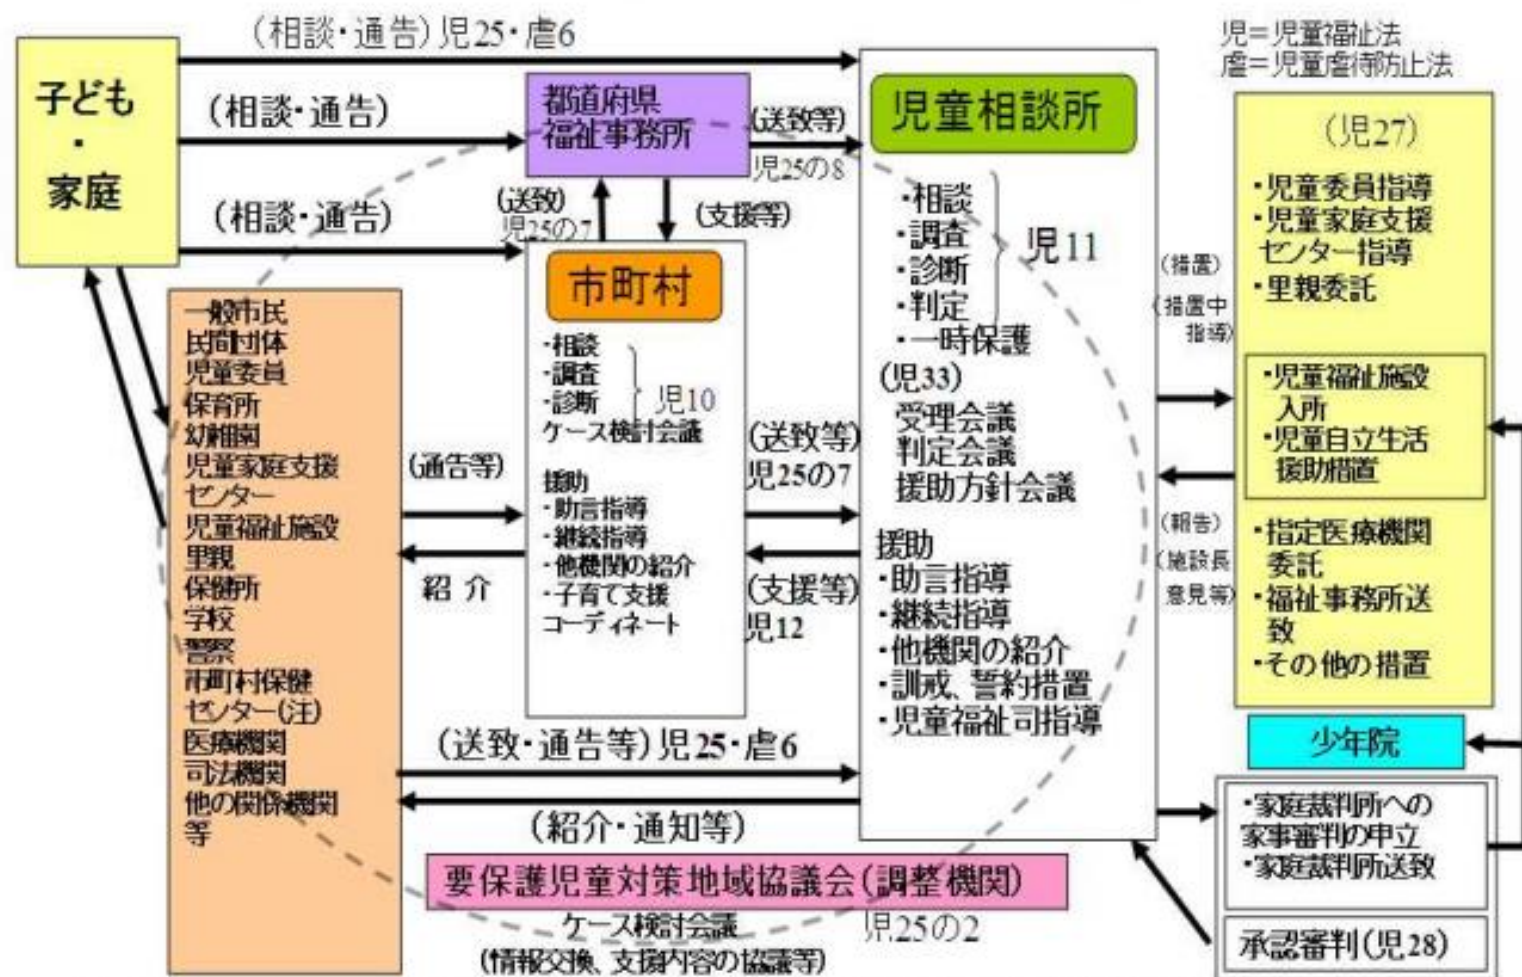 (相談・通告)児25・虐6
児=児童福祉法
虐=児童虐待防止法
子ども
・
家庭
(相談・通告)
(相談・通告)
都道府県
福祉事務所
(送致等)
児25の8
(送致)
児25の7
(支援等)
一般市民
民間団体
児童委員
保育所
幼稚園
児童家庭支援
センター
児童福祉施設
里親
保健所
学校
警察
市町村保健
センター(注)
医療機関
司法機関
他の関係機関
等
(通告等)
紹 介
市町村
・相談
・調査
・診断
児10
ケース検討会議
援助
・助言指導
・継続指導
・他機関の紹介
・子育て支援
コーディネート
(送致等)
児25の7
(支援等)
児12
児童相談所
・相談
・調査
・診断
・判定
児11
・一時保護
(児33)
受理会議
判定会議
援助方針会議
援助
・助言指導
・継続指導
・他機関の紹介
・訓戒、誓約措置
・児童福祉司指導
(措置)
(措置中
指導)
(報告)
(施設長
意見等)
(児27)
・児童委員指導
・児童家庭支援
センター指導
・里親委託
・児童福祉施設
入所
・児童自立生活
援助措置
・指定医療機関
委託
・福祉事務所送
致
・その他の措置
少年院
・家庭裁判所への
家事審判の申立
・家庭裁判所送致
承認審判(児28)
(送致・通告等)児25・虐6
(紹介・通知等)
要保護児童対策地域協議会(調整機関)
ケース検討会議
児25の2
(情報交換、支援内容の協議等)